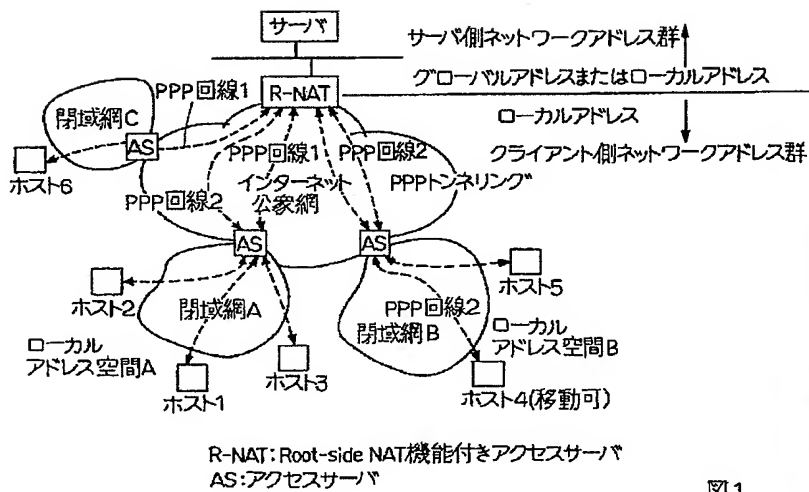 サーバ
サーバ側ネットワークアドレス群
R-NAT
グローバルアドレスまたはローカルアドレス
PPP回線1
ローカルアドレス
閉域網C
AS
クライアント側ネットワークアドレス群
PPP回線1
PPP回線2
ホスト6
インターネット
公衆網
PPPトンネリング
PPP回線2
AS
AS
ホスト2
閉域網A
ホスト5
PPP回線2
閉域網B
ローカル
アドレス空間A
ローカル
アドレス空間B
ホスト1
ホスト3
ホスト4(移動可)
R-NAT:Root-side NAT機能付きアクセスサーバ
AS:アクセスサーバ
図1